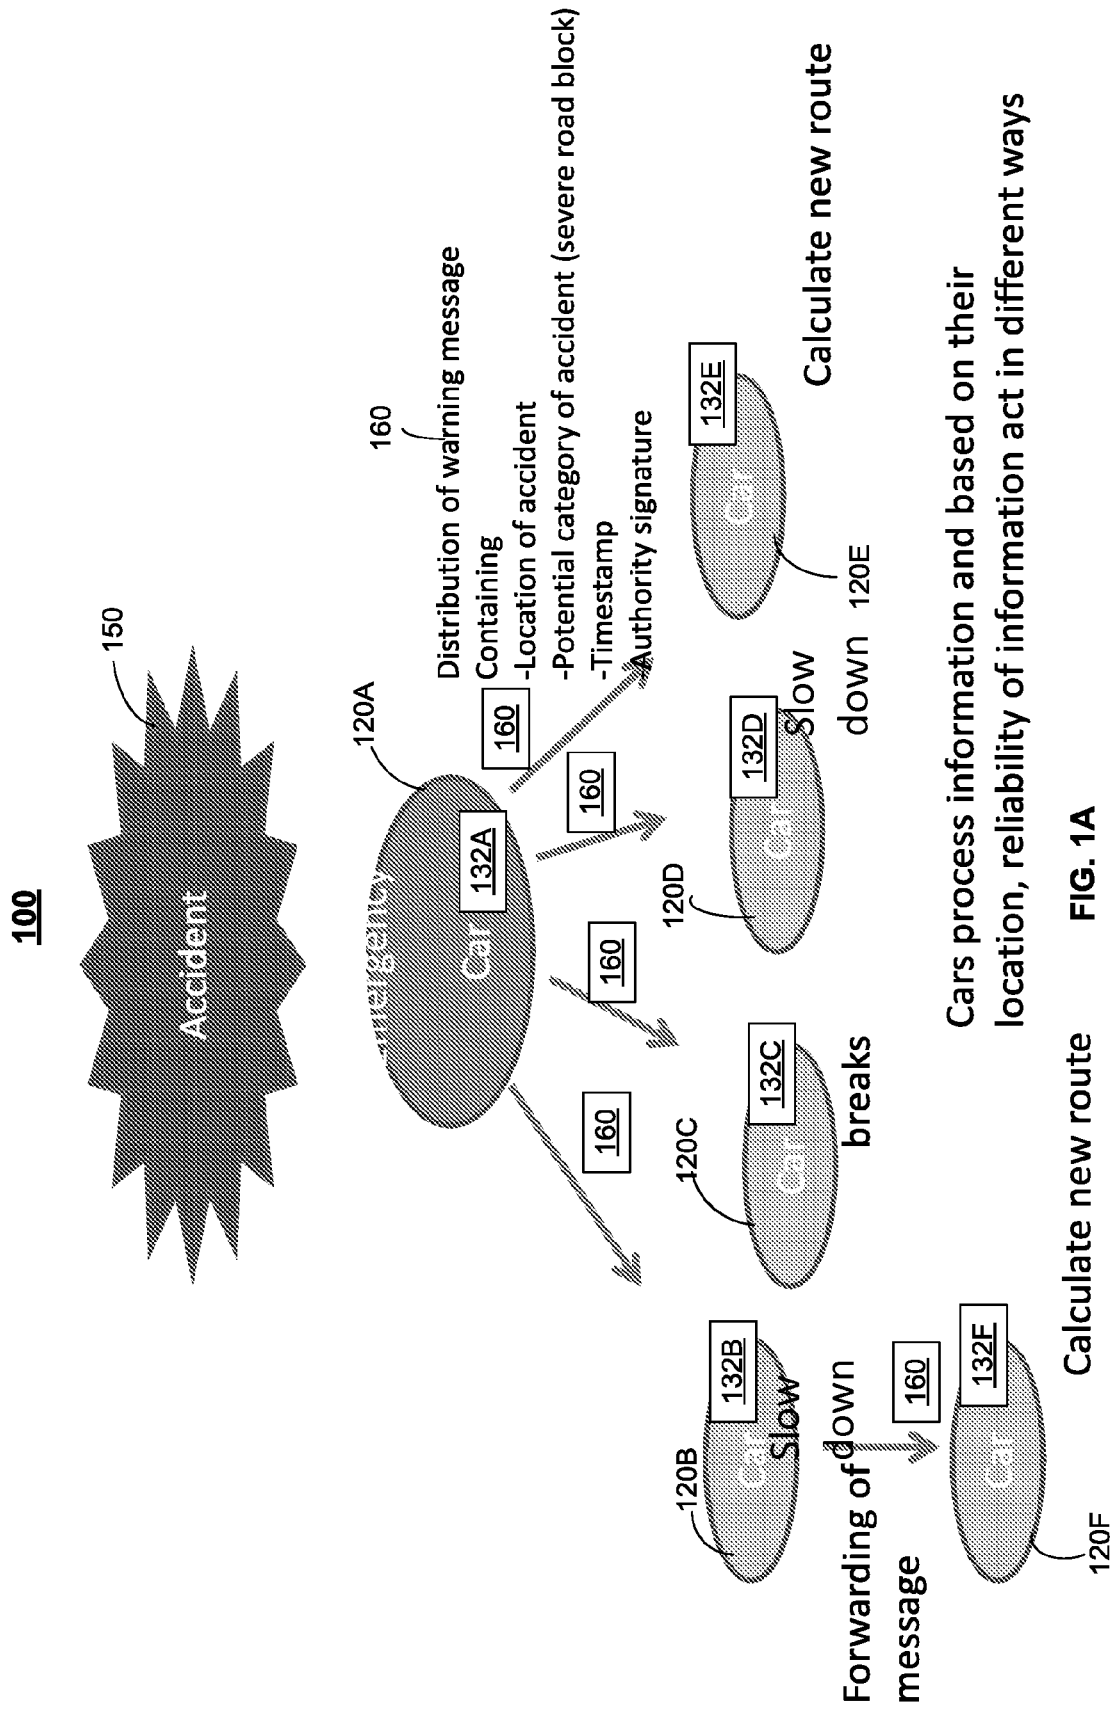 100
150
Accident
120A
Emergency
Car
132A
160
Distribution of warning message
Containing
-Location of accident
-Potential category of accident (severe road block)
-Timestamp
-Authority signature
160
160
160
160
120B
Car
132B
Slow
down
120C
Car
132C
breaks
120D
Car
132D
Slow
down
120E
Car
132E
Calculate new route
Forwarding of
message
160
Car
132F
120F
Calculate new route
Cars process information and based on their
location, reliability of information act in different ways
FIG. 1A